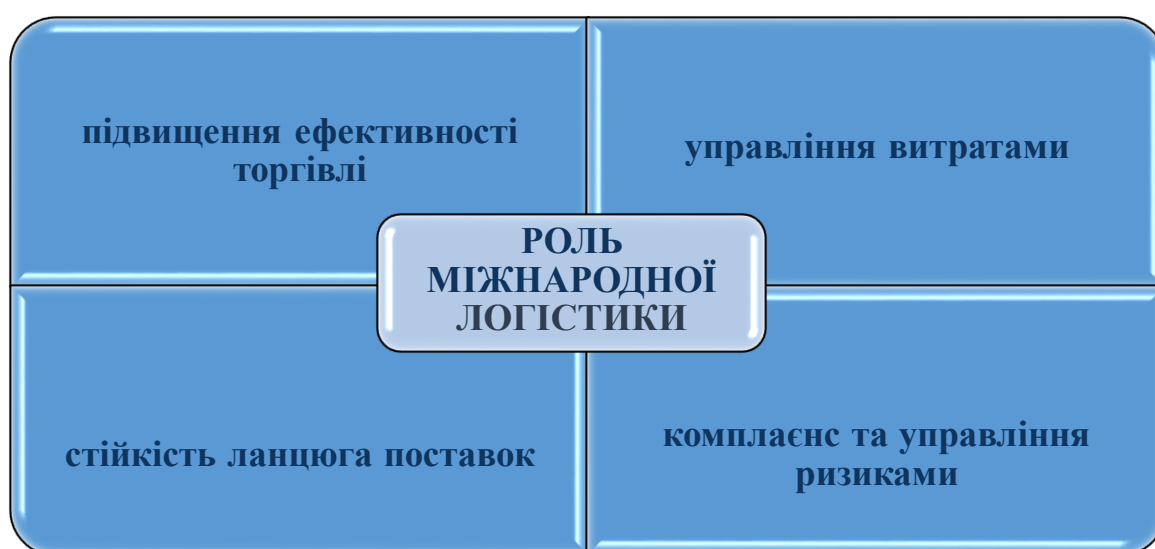 підвищення ефективності
торгівлі
управління витратами
РОЛЬ
МІЖНАРОДНОЇ
ЛОГІСТИКИ
стійкість ланцюга поставок
комплаєнс та управління
ризиками